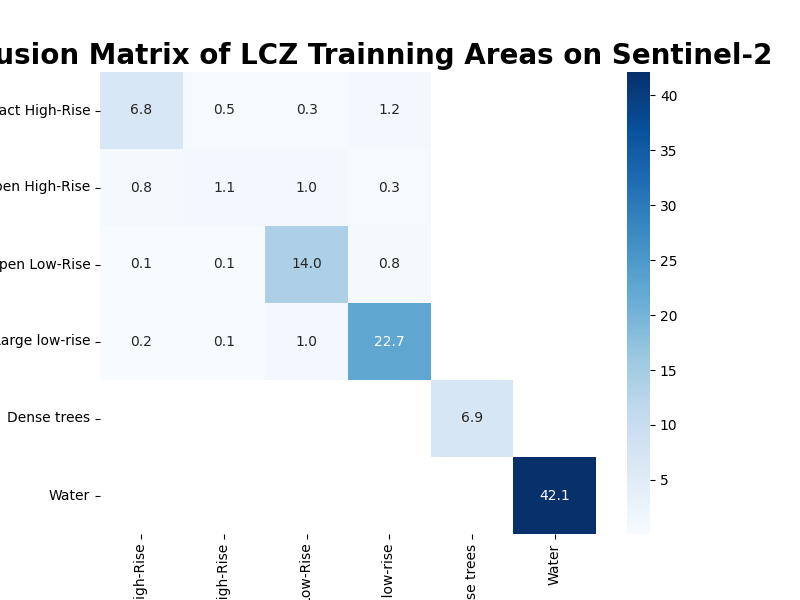 usion Matrix of LCZ Trainning Areas on Sentinel-2
act High-Rise 6.8 0.5 0.3 1.2
pen High-Rise 0.8 1.1 1.0 0.3
pen Low-Rise 0.1 0.1 14.0 0.8
arge low-rise 0.2 0.1 1.0 22.7
Dense trees 6.9
Water 42.1
40
35
30
25
20
15
10
5
igh-Rise
igh-Rise
ow-Rise
low-rise
se trees
Water